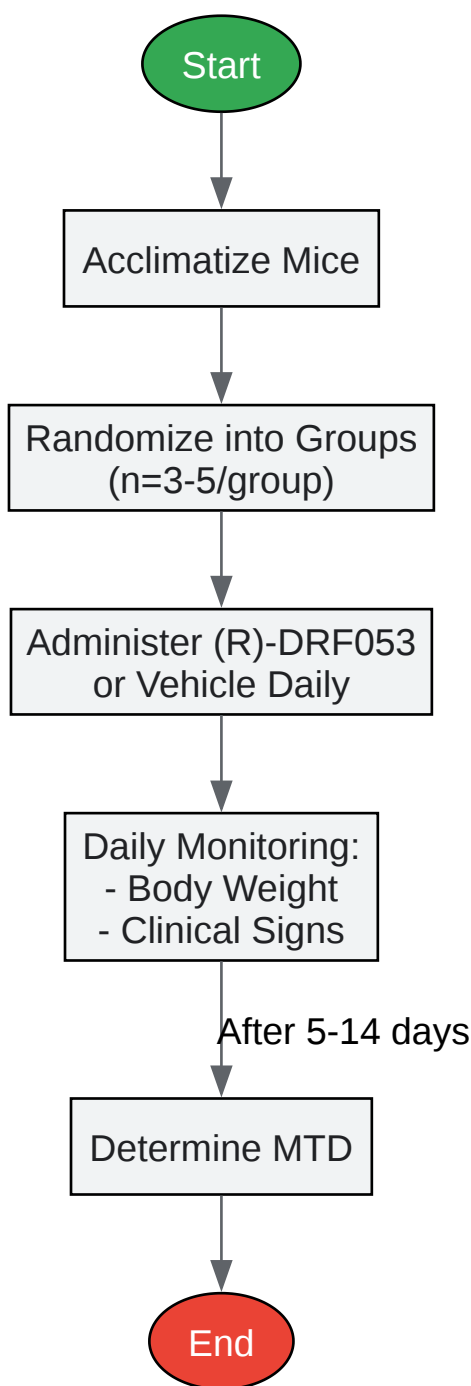 Start
Acclimatize Mice
Randomize into Groups
(n=3-5/group)
Administer (R)-DRF053
or Vehicle Daily
Daily Monitoring:
- Body Weight
- Clinical Signs
After 5-14 days
Determine MTD
End